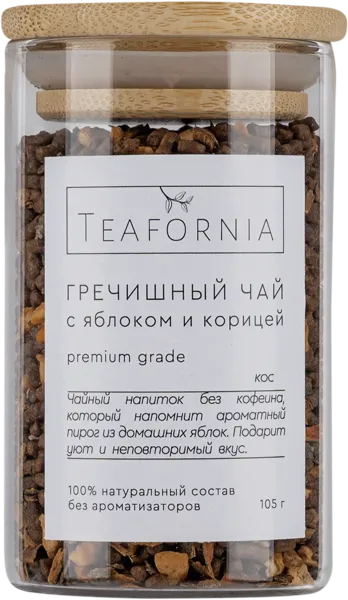 TEAFORNIA
ГРЕЧИШНЫЙ ЧАЙ
С ЯБЛОКОМ И КОРИЦЕЙ
premium grade
кос
Чайный напиток без кофеина,
который напомнит ароматный
пирог из домашних яблок. Подарит
уют и неповторимый вкус.
100% натуральный состав
без ароматизаторов 105 г